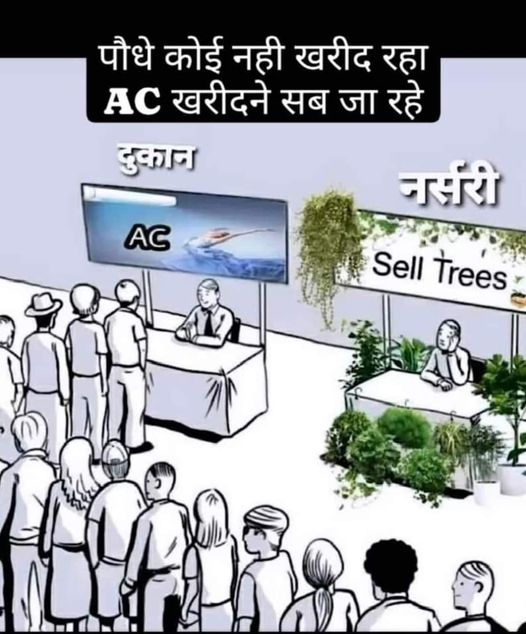 पौधे कोई नही खरीद रहा
AC खरीदने सब जा रहे
दुकान
नर्सरी
AC
Sell Trees